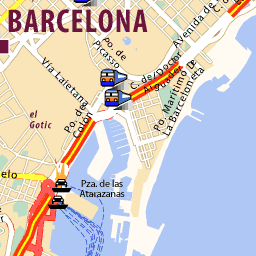 BARCELONA
Avenida de
Po. de
Picasso
C. de Doctor
Aiguader
Vía Laietana
el
Gotic
Po. de
Colón
Po. Marítimo De
La Barceloneta
elo
Pza. de las
Atarazanas